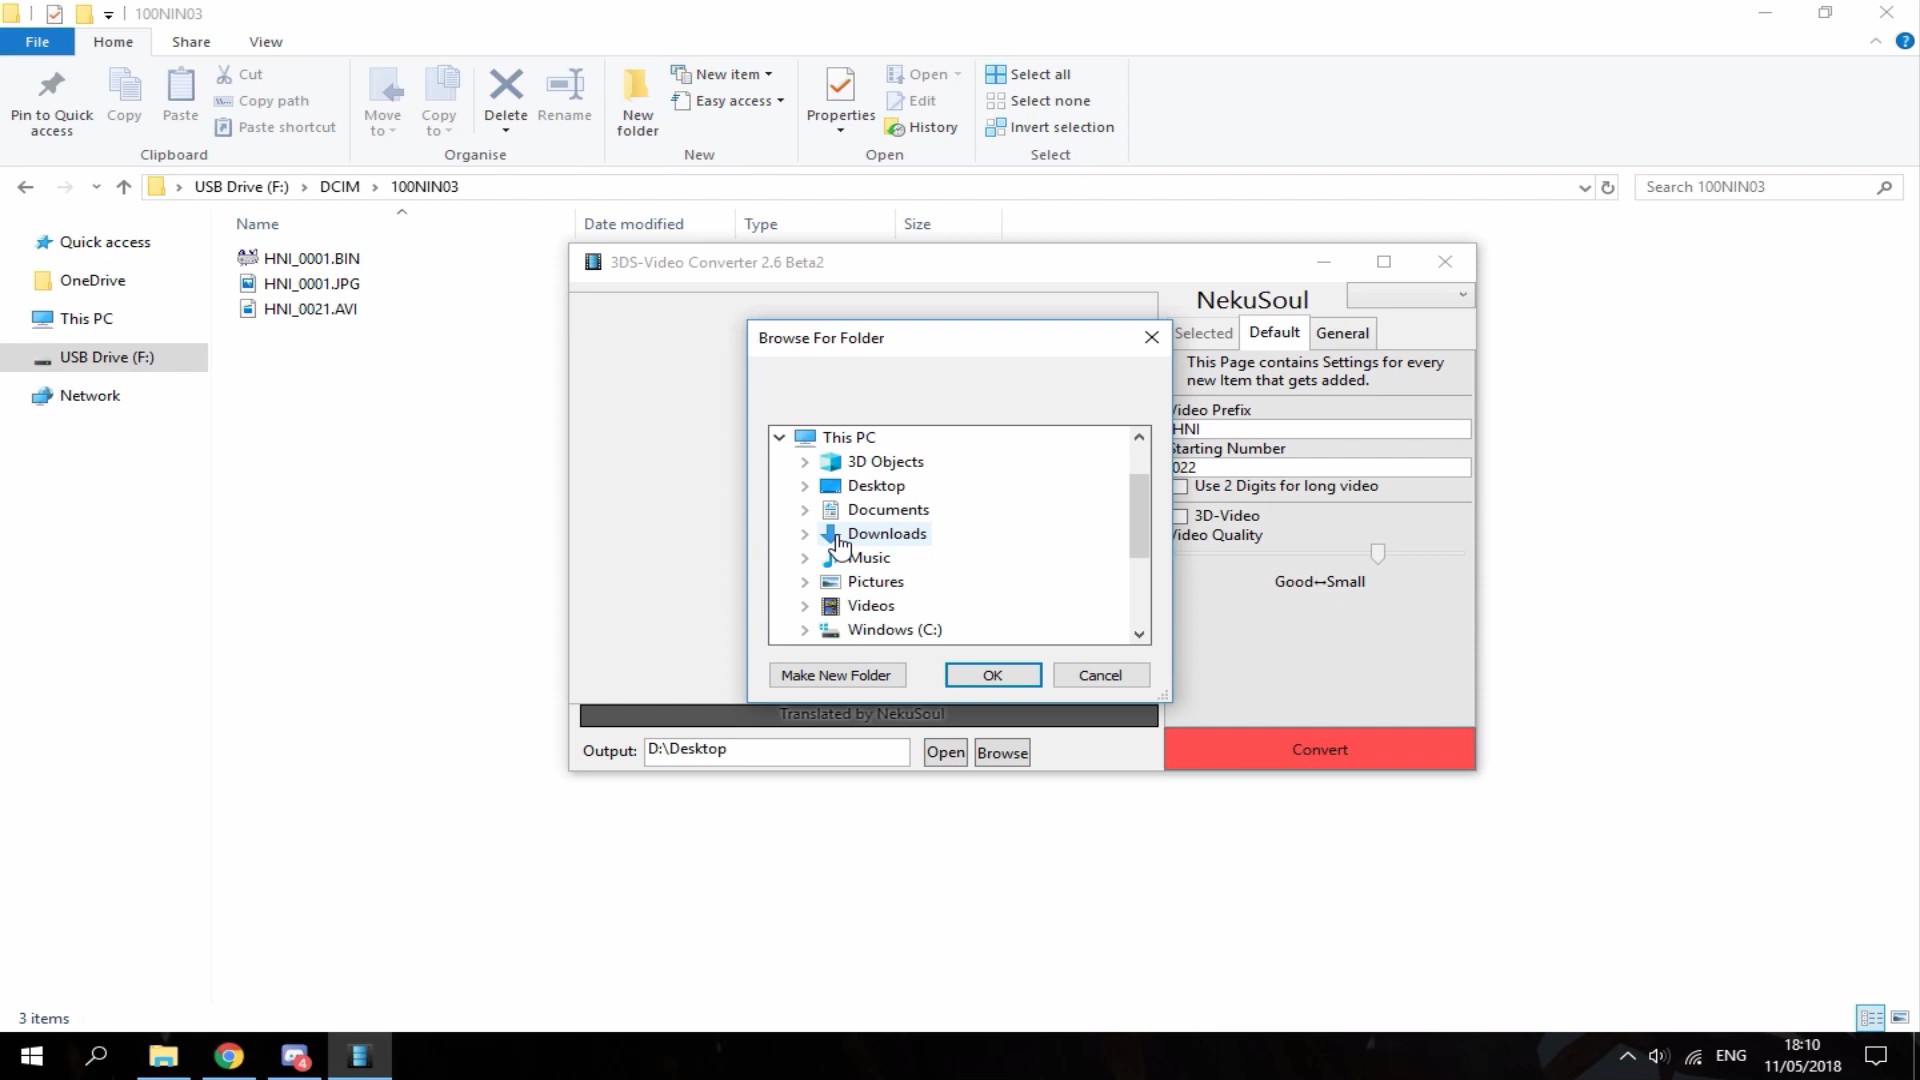 100NIN03
File Home Share View
Pin to Quick access
Copy
Paste
Cut
Copy path
Paste shortcut
Clipboard
Move to
Copy to
Delete
Rename
Organise
New folder
New item
Easy access
New
Properties
Open
Edit
History
Open
Select all
Select none
Invert selection
Select
USB Drive (F:) DCIM 100NIN03
Search 100NIN03
Quick access
OneDrive
This PC
USB Drive (F:)
Network
Name Date modified Type Size
HNI_0001.BIN
HNI_0001.JPG
HNI_0021.AVI
3DS-Video Converter 2.6 Beta2
NekuSoul
Selected Default General
This Page contains Settings for every
new Item that gets added.
Video Prefix
HNI
Starting Number
022
Use 2 Digits for long video
3D-Video
Video Quality
Good↔Small
Browse For Folder
This PC
3D Objects
Desktop
Documents
Downloads
Music
Pictures
Videos
Windows (C:)
Make New Folder OK Cancel
Translated by NekuSoul
Output: D:\Desktop Open Browse
Convert
3 items
4
ENG
18:10
11/05/2018